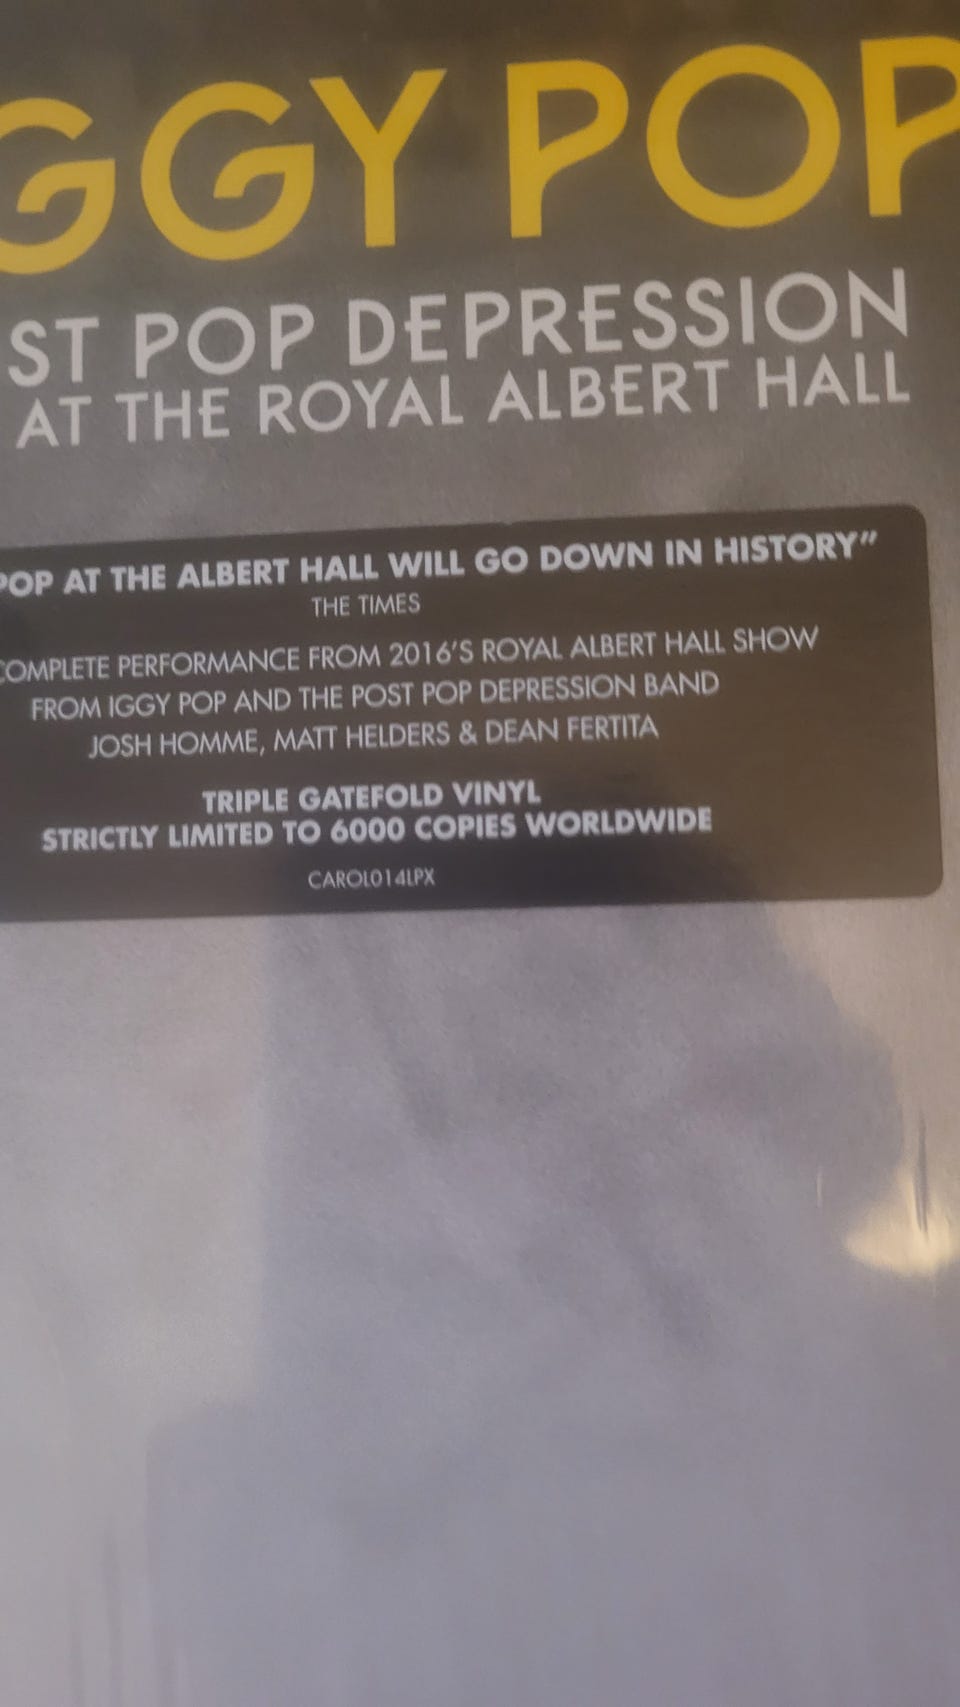 GGY POP
ST POP DEPRESSION
AT THE ROYAL ALBERT HALL
POP AT THE ALBERT HALL WILL GO DOWN IN HISTORY”
THE TIMES
COMPLETE PERFORMANCE FROM 2016'S ROYAL ALBERT HALL SHOW
FROM IGGY POP AND THE POST POP DEPRESSION BAND
JOSH HOMME, MATT HELDERS & DEAN FERTITA
TRIPLE GATEFOLD VINYL
STRICTLY LIMITED TO 6000 COPIES WORLDWIDE
CAROL014LPX